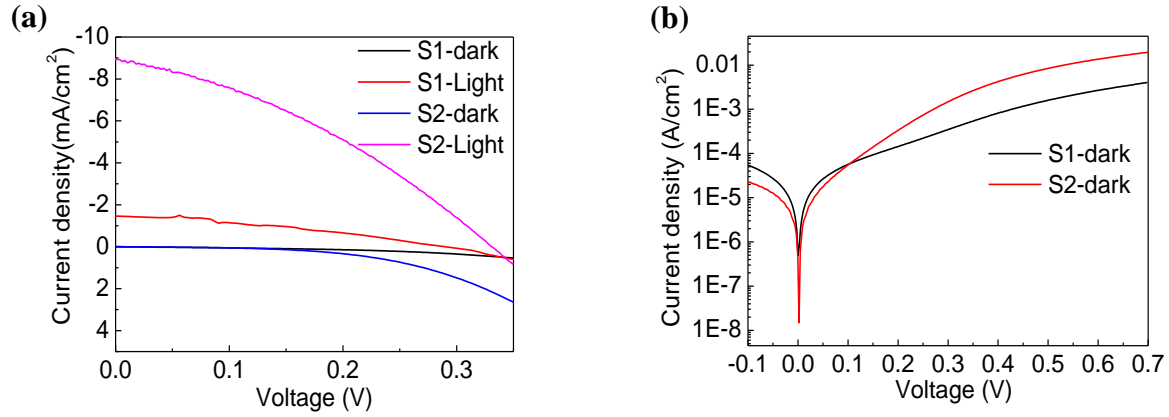 (a)
Current density(mA/cm²)
-10
-8
-6
-4
-2
0
2
4
0.0
0.1
0.2
0.3
Voltage (V)
S1-dark
S1-Light
S2-dark
S2-Light
(b)
Current density (A/cm²)
0.01
1E-3
1E-4
1E-5
1E-6
1E-7
1E-8
-0.1
0.0
0.1
0.2
0.3
0.4
0.5
0.6
0.7
Voltage (V)
S1-dark
S2-dark